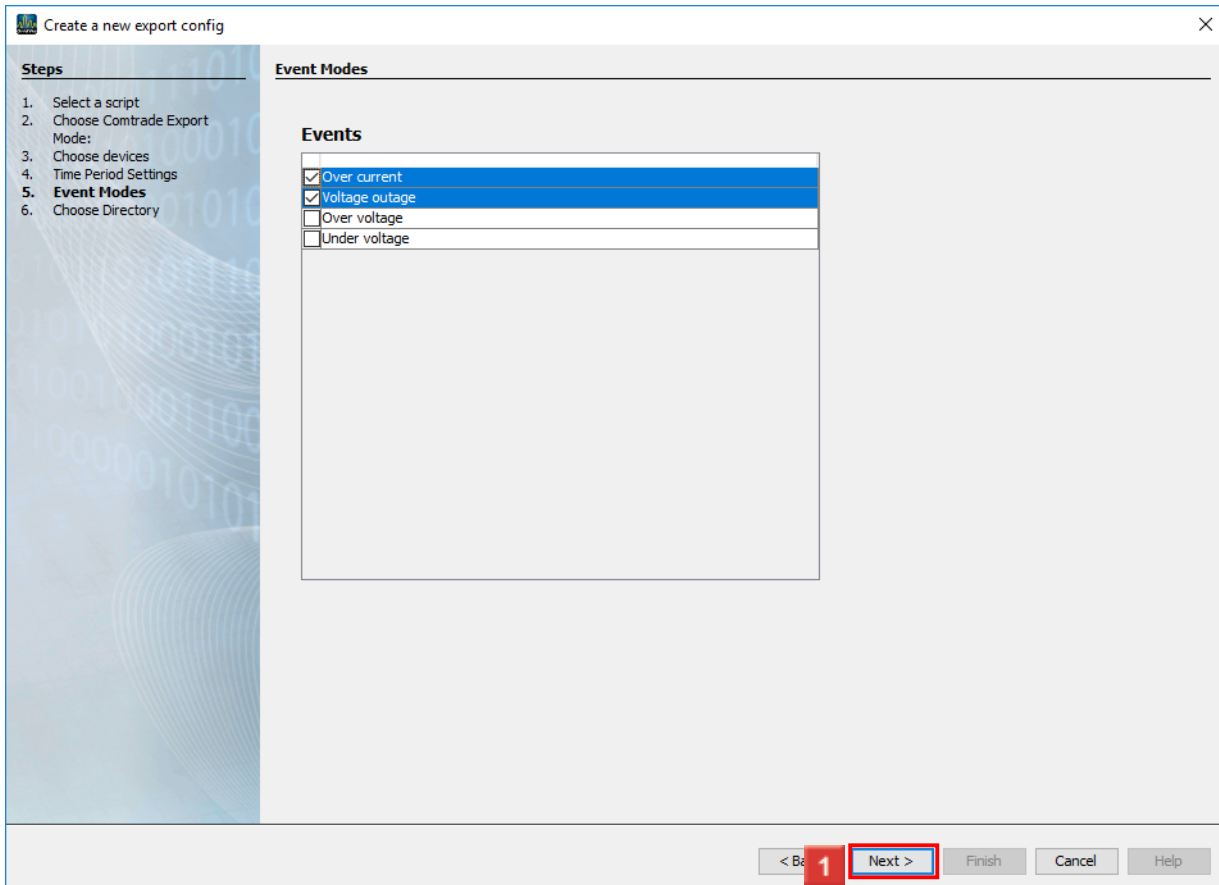 Create a new export config
Steps
1. Select a script
2. Choose Comtrade Export
Mode:
3. Choose devices
4. Time Period Settings
5. Event Modes
6. Choose Directory
Event Modes
Events
Over current
Voltage outage
Over voltage
Under voltage
< Ba
1
Next >
Finish
Cancel
Help